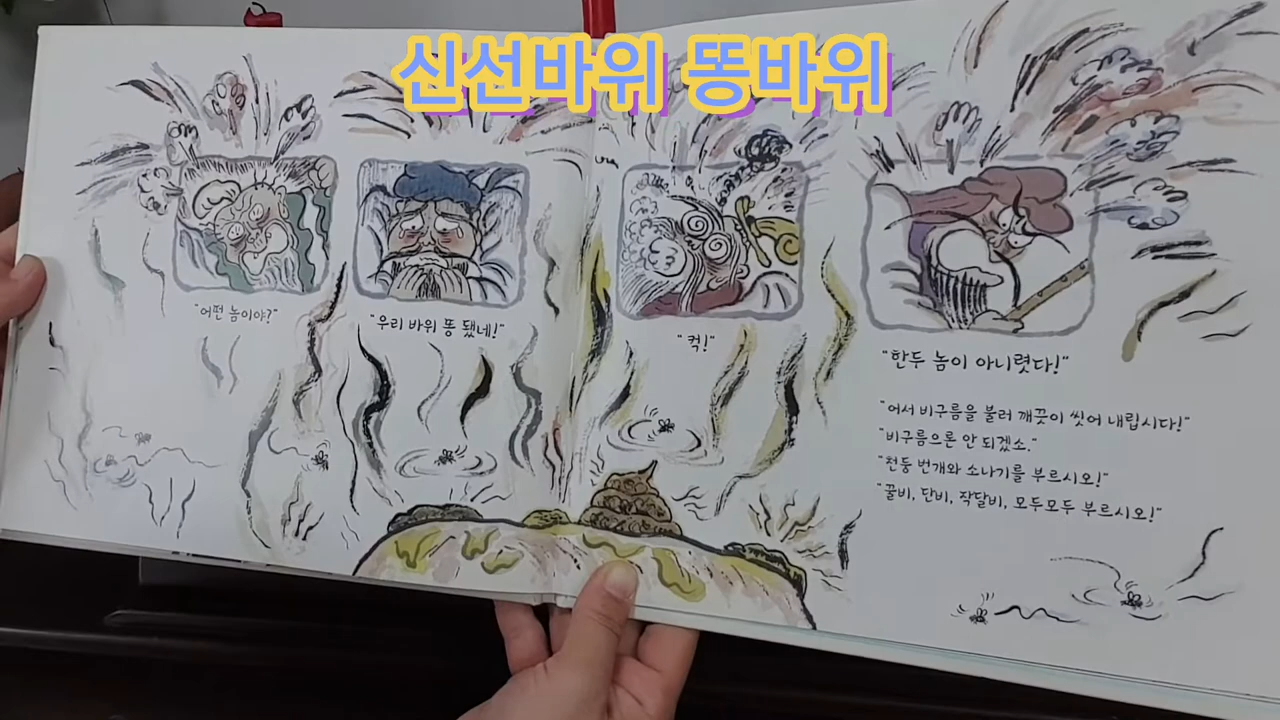 신선바위 똥바위
"어떤 놈이야?"
"우리 바위 똥 됐네!"
"컥!"
"한두 놈이 아니렷다!"
"어서 비구름을 불러 깨끗이 씻어 내립시다!"
"비구름으론 안 되겠소."
"천둥 번개와 소나기를 부르시오!"
"꿀비, 단비, 작달비, 모두모두 부르시오!"